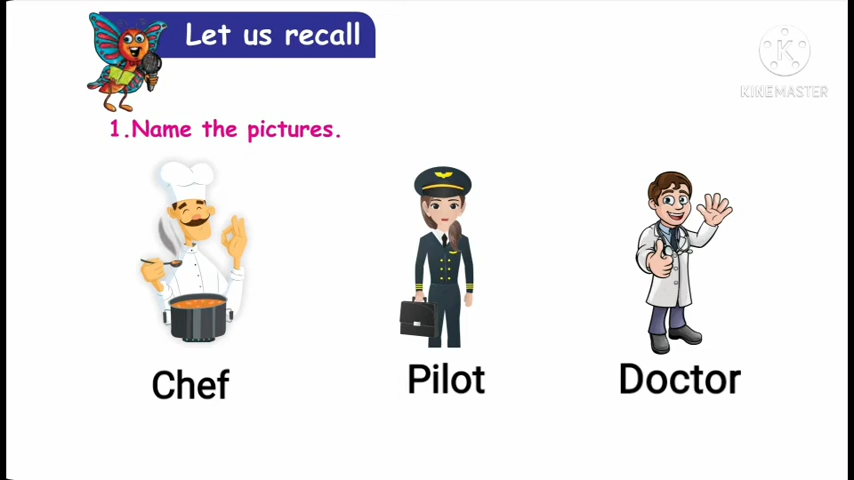 Let us recall
KINEMASTER
1.Name the pictures.
Chef
Pilot
Doctor